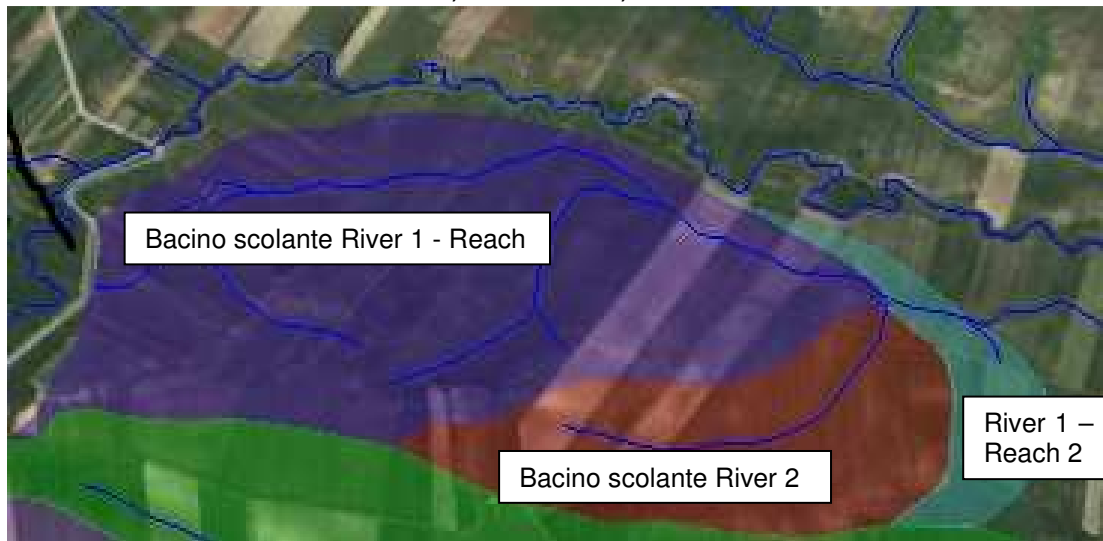 Bacino scolante River 1 - Reach
River 1 –
Reach 2
Bacino scolante River 2